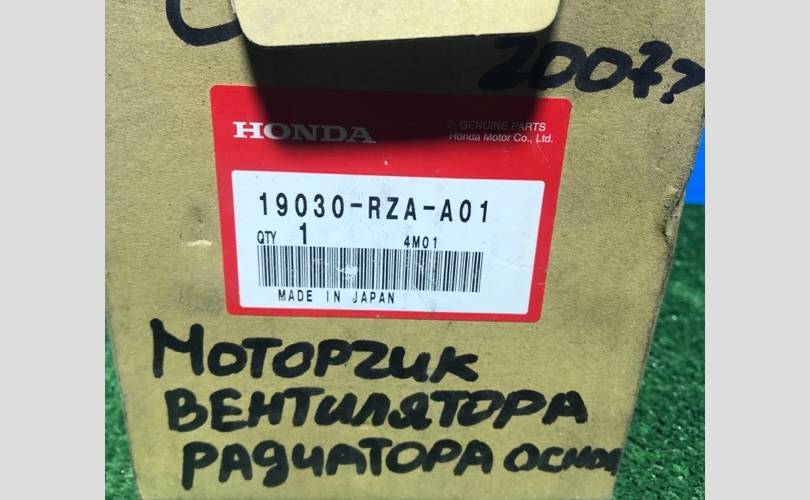 2007?
HONDA
GENUINE PARTS
Honda Motor Co., Ltd.
19030-RZA-A01
QTY 1 4M01
MADE IN JAPAN
Моторчик
ВЕНТИЛЯТОРА
РАДИАТОРА